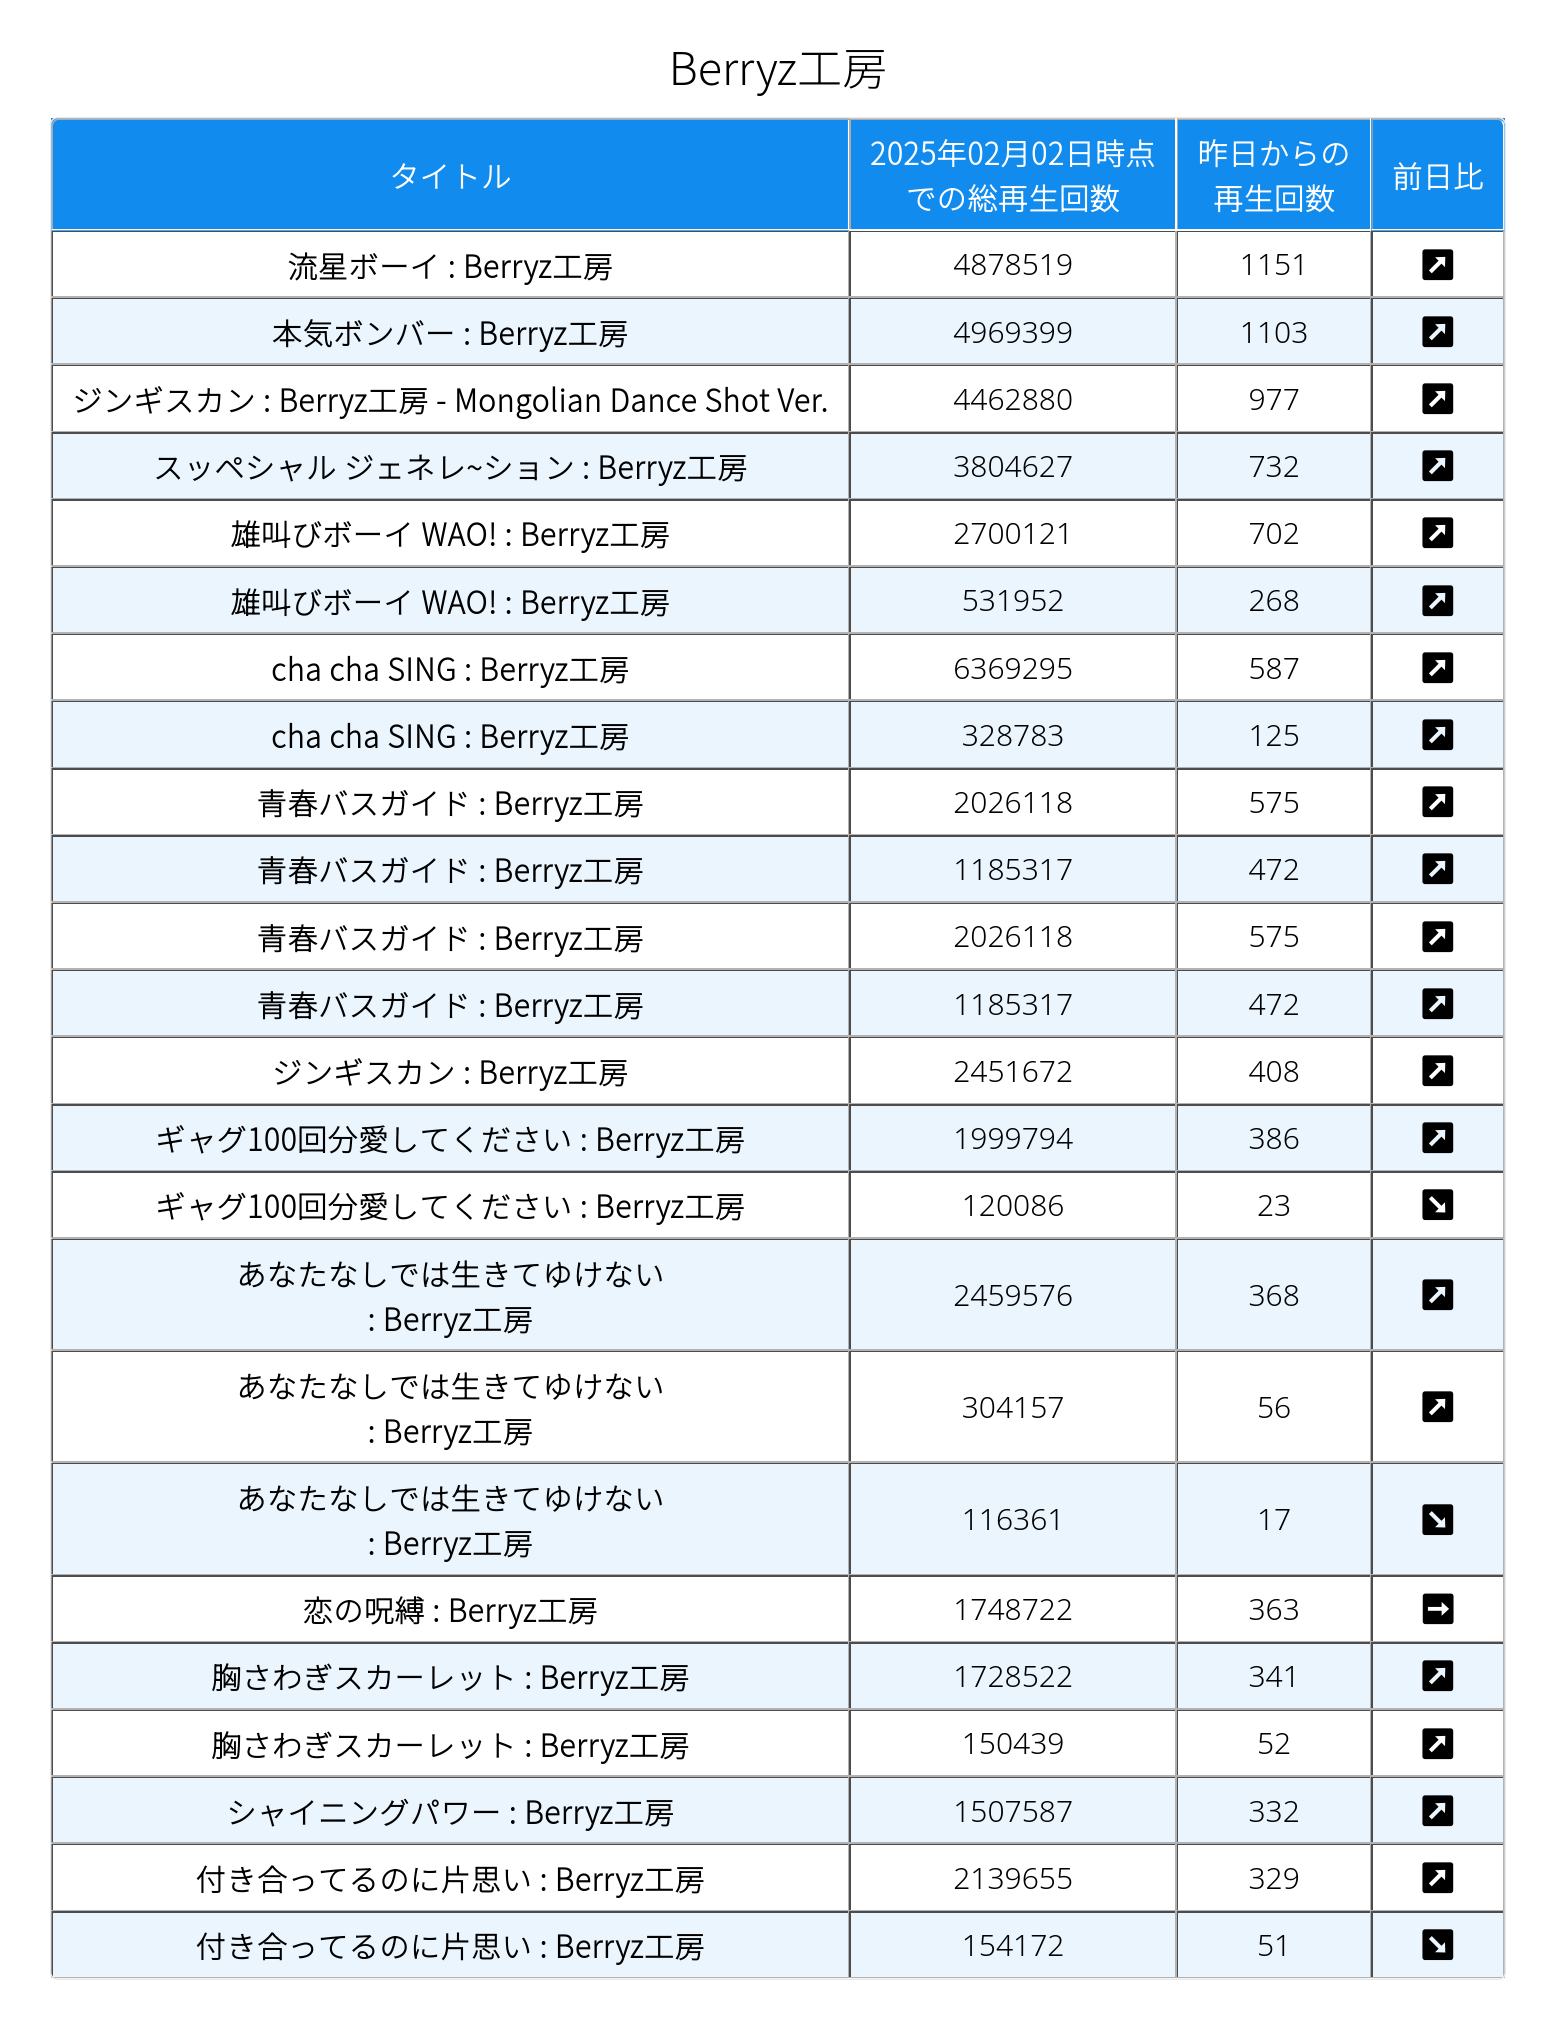 Berryz工房
タイトル 2025年02月02日時点 昨日からの 前日比
での総再生回数 再生回数
流星ボーイ : Berryz工房 4878519 1151 ↗
本気ボンバー : Berryz工房 4969399 1103 ↗
ジンギスカン : Berryz工房 - Mongolian Dance Shot Ver. 4462880 977 ↗
スッペシャル ジェネレ~ション : Berryz工房 3804627 732 ↗
雄叫びボーイ WAO! : Berryz工房 2700121 702 ↗
雄叫びボーイ WAO! : Berryz工房 531952 268 ↗
cha cha SING : Berryz工房 6369295 587 ↗
cha cha SING : Berryz工房 328783 125 ↗
青春バスガイド : Berryz工房 2026118 575 ↗
青春バスガイド : Berryz工房 1185317 472 ↗
青春バスガイド : Berryz工房 2026118 575 ↗
青春バスガイド : Berryz工房 1185317 472 ↗
ジンギスカン : Berryz工房 2451672 408 ↗
ギャグ100回分愛してください : Berryz工房 1999794 386 ↗
ギャグ100回分愛してください : Berryz工房 120086 23 ↘
あなたなしでは生きてゆけない
: Berryz工房 2459576 368 ↗
あなたなしでは生きてゆけない
: Berryz工房 304157 56 ↗
あなたなしでは生きてゆけない
: Berryz工房 116361 17 ↘
恋の呪縛 : Berryz工房 1748722 363 →
胸さわぎスカーレット : Berryz工房 1728522 341 ↗
胸さわぎスカーレット : Berryz工房 150439 52 ↗
シャイニングパワー : Berryz工房 1507587 332 ↗
付き合ってるのに片思い : Berryz工房 2139655 329 ↗
付き合ってるのに片思い : Berryz工房 154172 51 ↘